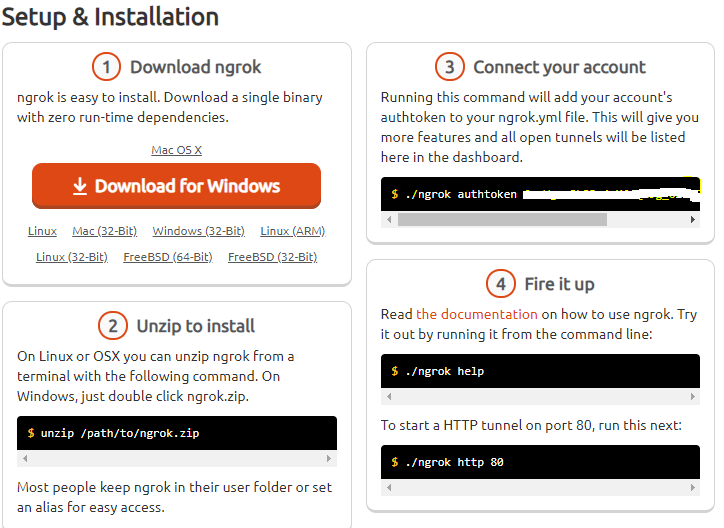 Setup & Installation
1 Download ngrok
ngrok is easy to install. Download a single binary
with zero run-time dependencies.
Mac OS X
Download for Windows
Linux Mac (32-Bit) Windows (32-Bit) Linux (ARM)
Linux (32-Bit) FreeBSD (64-Bit) FreeBSD (32-Bit)
2 Unzip to install
On Linux or OSX you can unzip ngrok from a
terminal with the following command. On
Windows, just double click ngrok.zip.
$ unzip /path/to/ngrok.zip
Most people keep ngrok in their user folder or set
an alias for easy access.
3 Connect your account
Running this command will add your account's
authtoken to your ngrok.yml file. This will give you
more features and all open tunnels will be listed
here in the dashboard.
$ ./ngrok authtoken
4 Fire it up
Read the documentation on how to use ngrok. Try
it out by running it from the command line:
$ ./ngrok help
To start a HTTP tunnel on port 80, run this next:
$ ./ngrok http 80